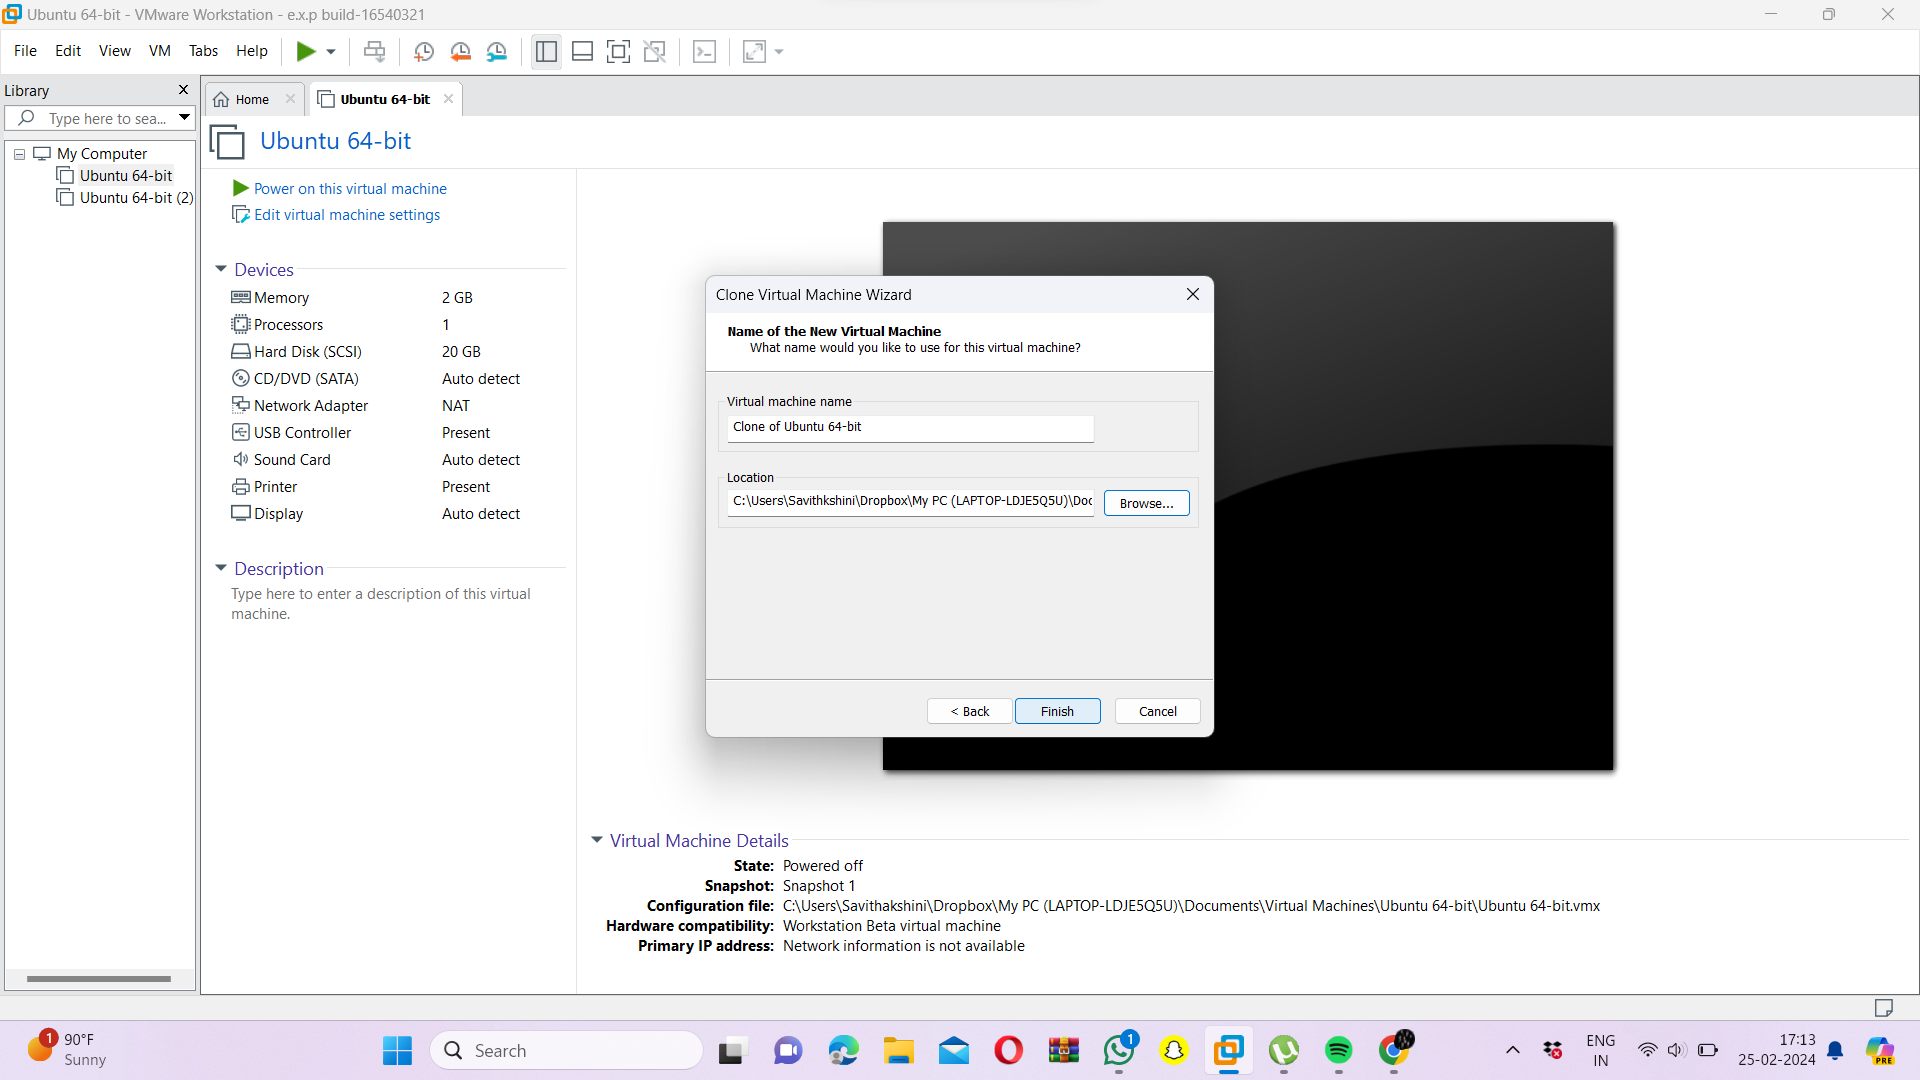 Ubuntu 64-bit - VMware Workstation - e.x.p build-16540321
File Edit View VM Tabs Help
Library
Type here to sea...
Home
Ubuntu 64-bit
Ubuntu 64-bit
My Computer
Ubuntu 64-bit
Ubuntu 64-bit (2)
Power on this virtual machine
Edit virtual machine settings
Devices
Memory 2 GB
Processors 1
Hard Disk (SCSI) 20 GB
CD/DVD (SATA) Auto detect
Network Adapter NAT
USB Controller Present
Sound Card Auto detect
Printer Present
Display Auto detect
Description
Type here to enter a description of this virtual
machine.
Clone Virtual Machine Wizard
Name of the New Virtual Machine
What name would you like to use for this virtual machine?
Virtual machine name
Clone of Ubuntu 64-bit
Location
C:\Users\Savithkshini\Dropbox\My PC (LAPTOP-LDJE5Q5U)\Doc
Browse...
< Back
Finish
Cancel
Virtual Machine Details
State: Powered off
Snapshot: Snapshot 1
Configuration file: C:\Users\Savithakshini\Dropbox\My PC (LAPTOP-LDJE5Q5U)\Documents\Virtual Machines\Ubuntu 64-bit\Ubuntu 64-bit.vmx
Hardware compatibility: Workstation Beta virtual machine
Primary IP address: Network information is not available
1
90°F
Sunny
Search
1
ENG
IN
17:13
25-02-2024
PRE